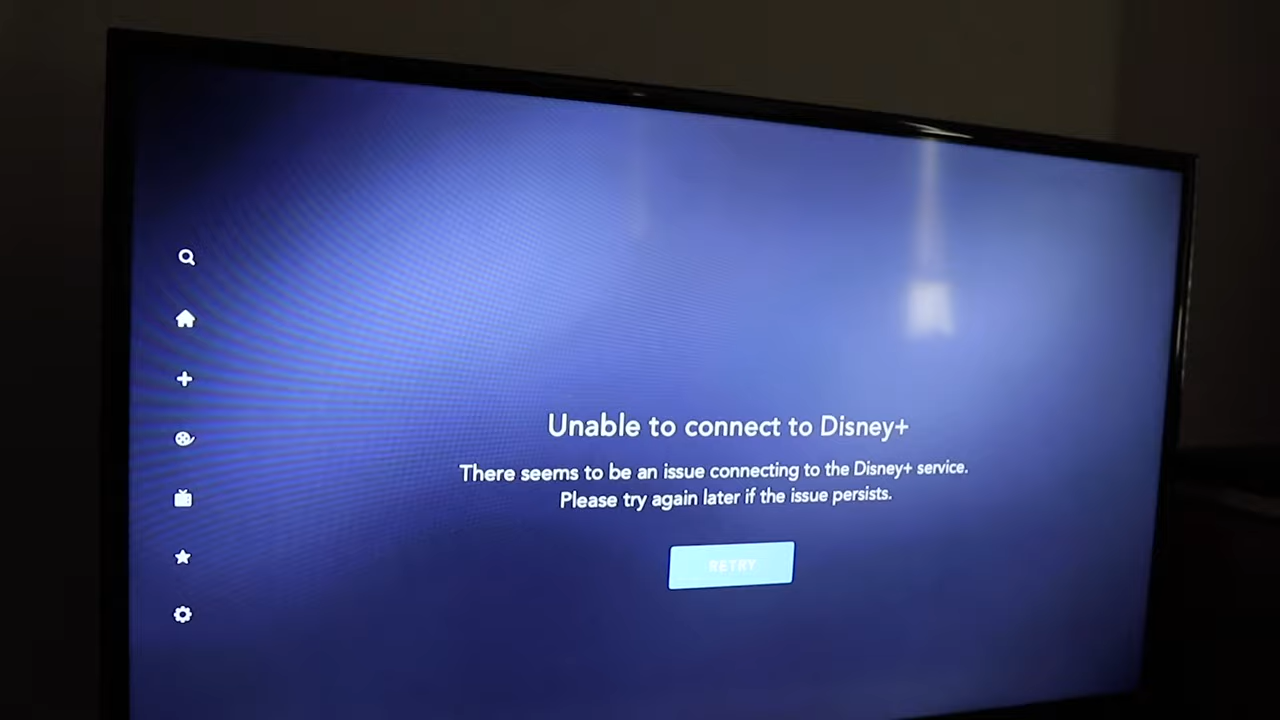 Unable to connect to Disney+
There seems to be an issue connecting to the Disney+ service.
Please try again later if the issue persists.
RETRY